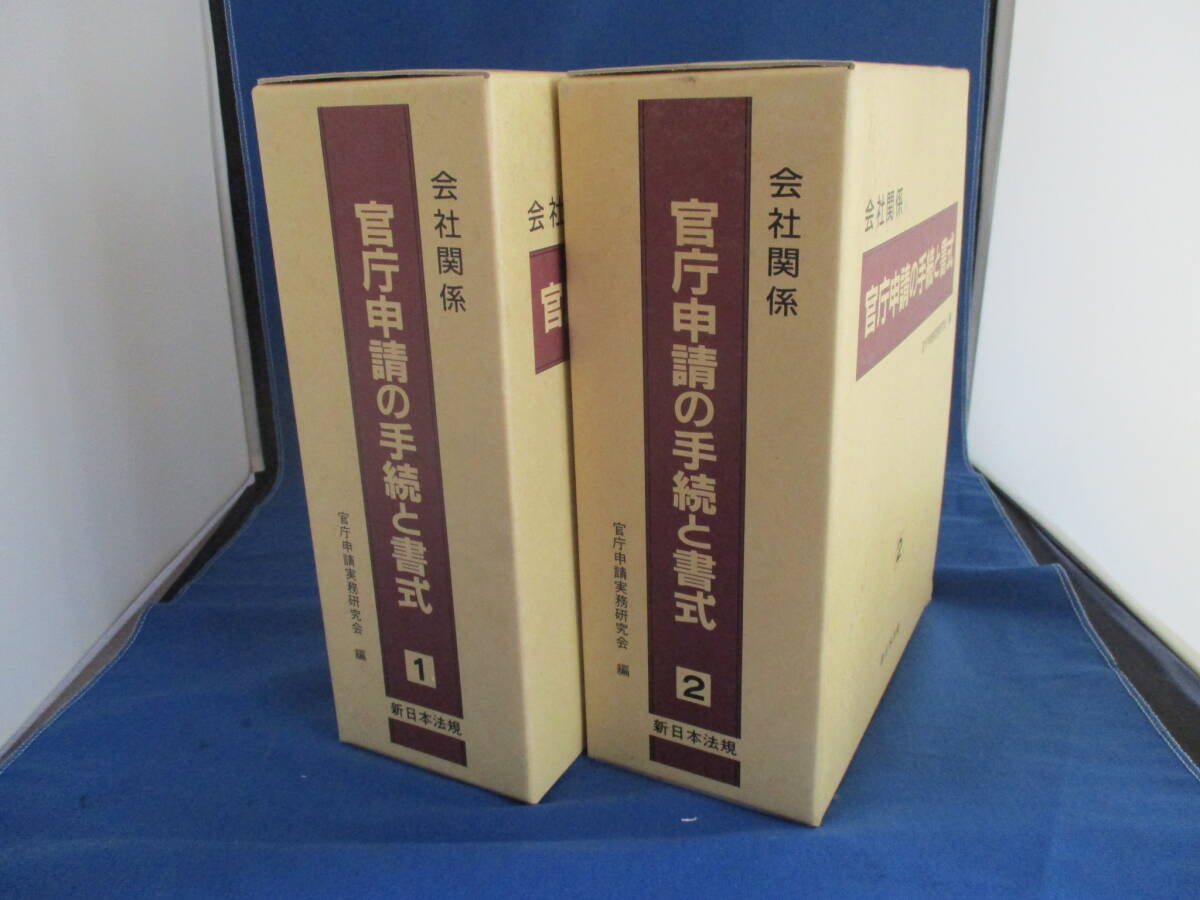 会社関係
官庁申請の手続と書式
官庁申請実務研究会 編
1
新日本法規
会社
官
会社関係
官庁申請の手続と書式
官庁申請実務研究会 編
2
新日本法規
会社関係
官庁申請の手続と書式
2